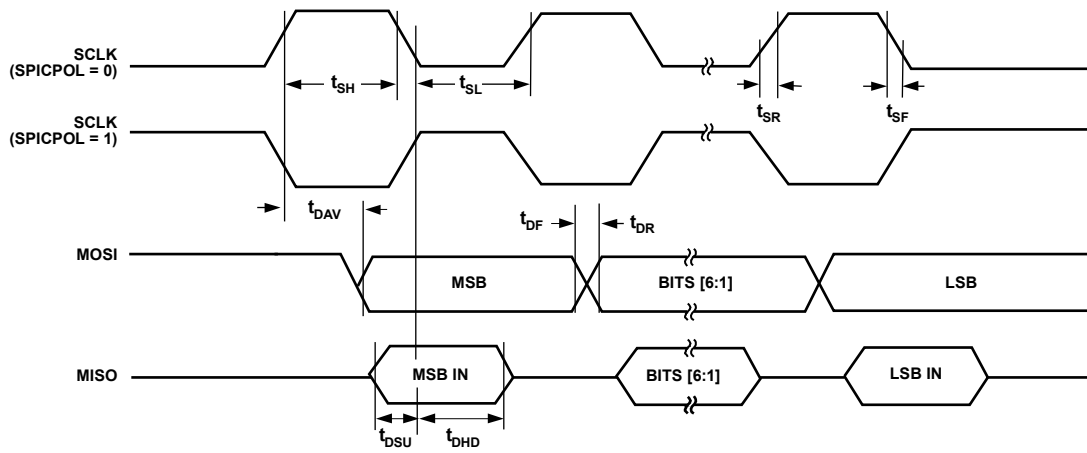 SCLK
(SPICPOL = 0)
tSH
tSL
tSR
tSF
SCLK
(SPICPOL = 1)
tDAV
tDF
tDR
MOSI
MSB
BITS [6:1]
LSB
MISO
MSB IN
BITS [6:1]
LSB IN
tDSU
tDHD